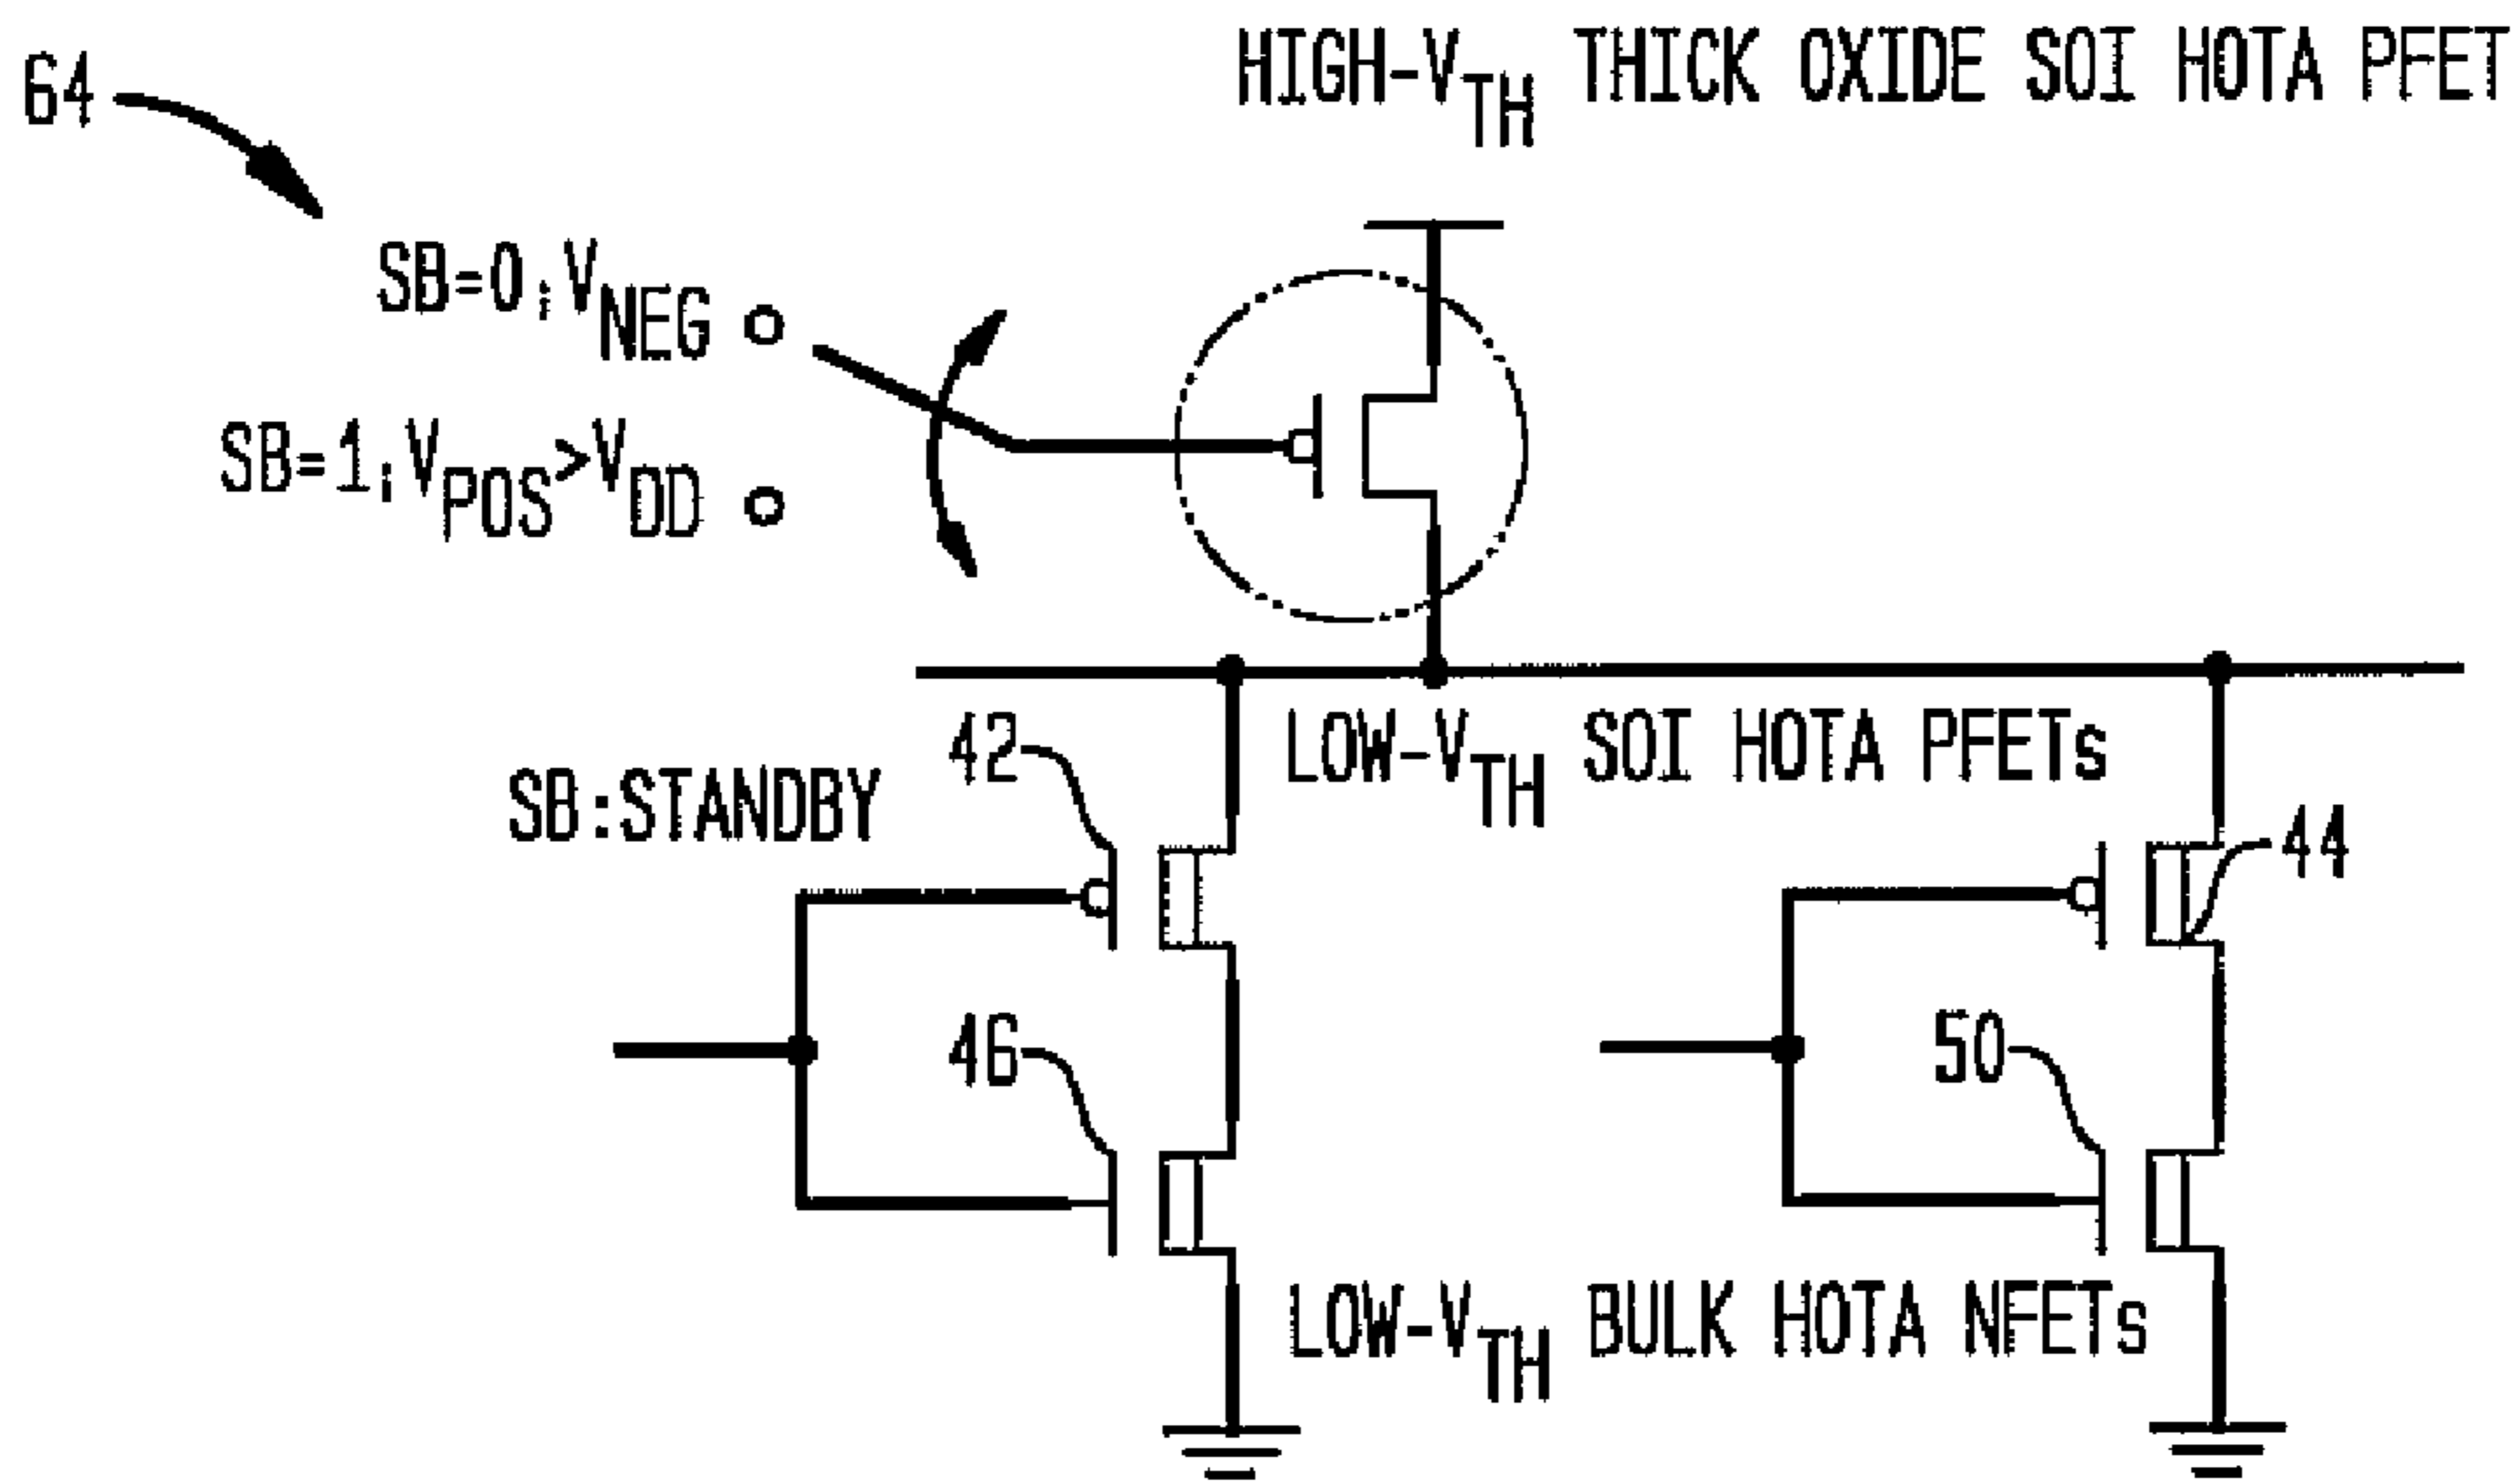 64
HIGH-VTH THICK OXIDE SOI HOTA PFET
SB=0; VNEG
SB=1; VPOS>VDD
42
LOW-VTH SOI HOTA PFETs
SB:STANDBY
44
46
50
LOW-VTH BULK HOTA NFETs